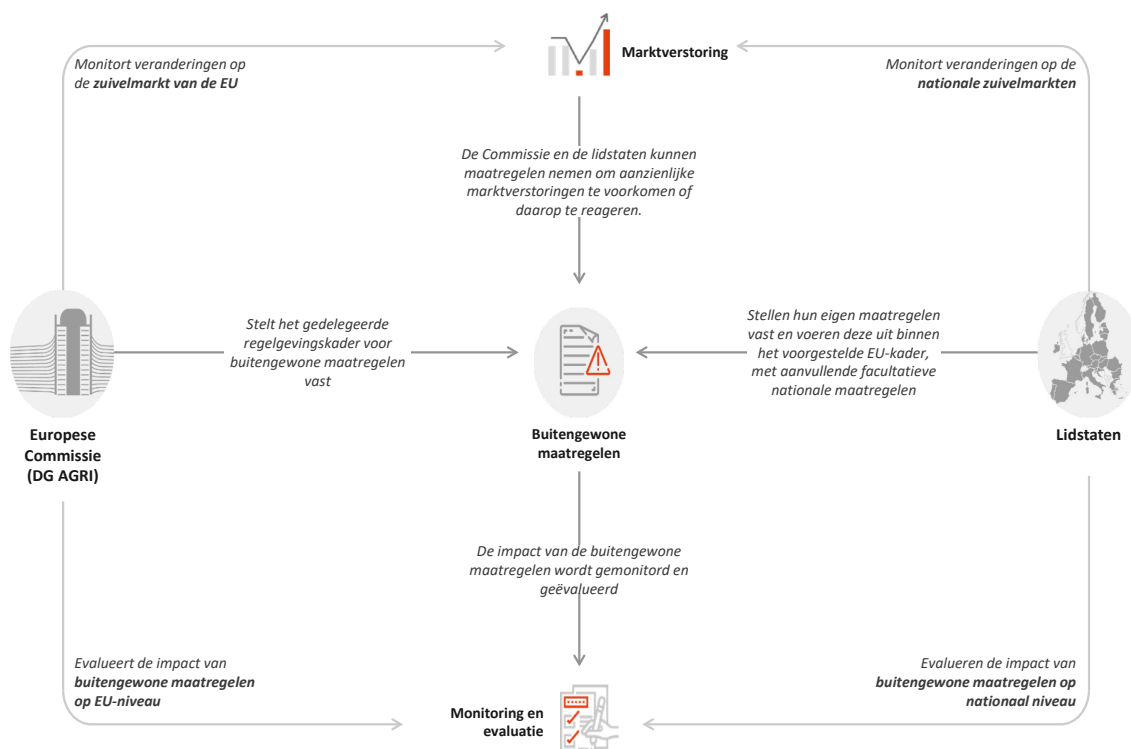 Marktverstoring
Monitort veranderingen op
de zuivelmarkt van de EU
Monitort veranderingen op de
nationale zuivelmarkten
De Commissie en de lidstaten kunnen
maatregelen nemen om aanzienlijke
marktverstoringen te voorkomen of
daarop te reageren.
Stelt het gedelegeerde
regelgevingskader voor
buitengewone maatregelen
vast
Stellen hun eigen maatregelen
vast en voeren deze uit binnen
het voorgestelde EU-kader,
met aanvullende facultatieve
nationale maatregelen
Europese
Commissie
(DG AGRI)
Buitengewone
maatregelen
Lidstaten
De impact van de buitengewone
maatregelen wordt gemonitord en
geëvalueerd
Evalueert de impact van
buitengewone maatregelen
op EU-niveau
Evalueren de impact van
buitengewone maatregelen op
nationaal niveau
Monitoring en
evaluatie